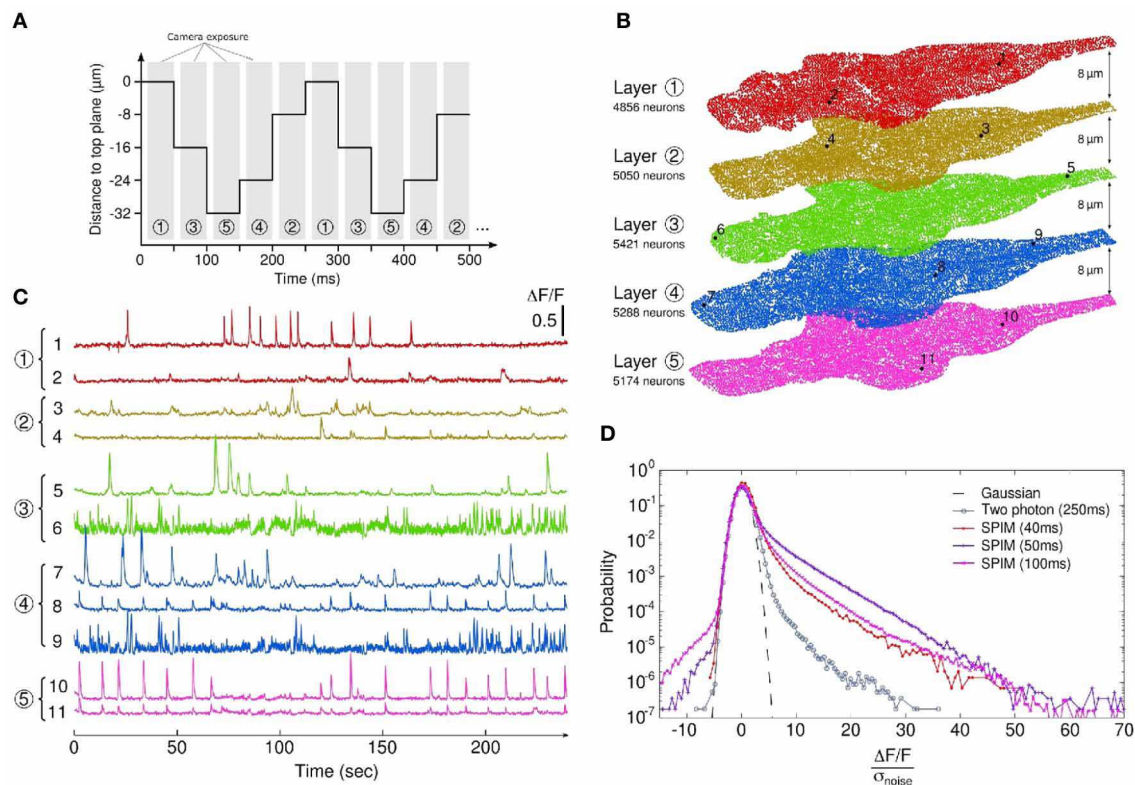 A
Camera exposure
Distance to top plane (µm)
0
-8
-16
-24
-32
① ③ ⑤ ④ ② ① ③ ⑤ ④ ② ...
0 100 200 300 400 500
Time (ms)
B
Layer ①
4856 neurons
1
2
8 µm
Layer ②
5050 neurons
3
4
8 µm
Layer ③
5421 neurons
5
6
8 µm
Layer ④
5288 neurons
9
8
7
8 µm
Layer ⑤
5174 neurons
10
11
C
ΔF/F
0.5
① 1
2
② 3
4
③ 5
6
④ 7
8
9
⑤ 10
11
0 50 100 150 200
Time (sec)
D
Probability
10⁰
10⁻¹
10⁻²
10⁻³
10⁻⁴
10⁻⁵
10⁻⁶
10⁻⁷
Gaussian
Two photon (250ms)
SPIM (40ms)
SPIM (50ms)
SPIM (100ms)
-10 0 10 20 30 40 50 60 70
ΔF/F
σnoise